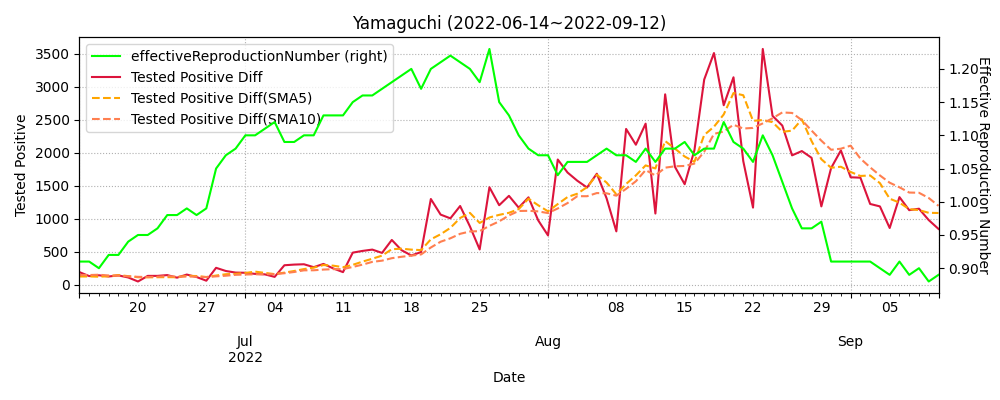 Yamaguchi (2022-06-14~2022-09-12)
effectiveReproductionNumber (right)
Tested Positive Diff
Tested Positive Diff(SMA5)
Tested Positive Diff(SMA10)
Tested Positive
3500
3000
2500
2000
1500
1000
500
0
1.20
1.15
1.10
1.05
1.00
0.95
0.90
Effective Reproduction Number
20 27 04 11 18 25 08 15 22 29 05
Jul Aug Sep
2022
Date